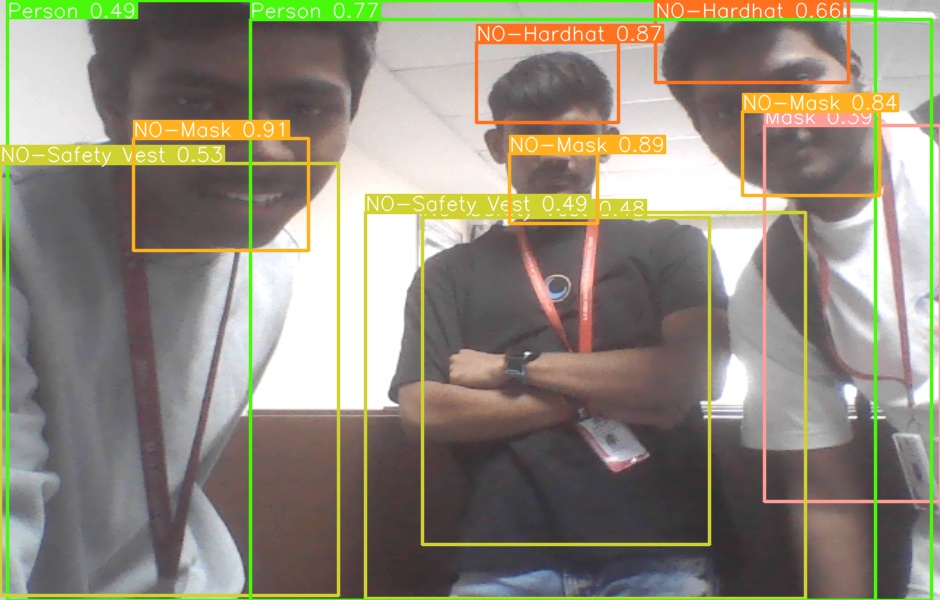 Person 0.49
Person 0.77
NO-Hardhat 0.66
NO-Hardhat 0.87
NO-Mask 0.84
Mask 0.39
NO-Mask 0.91
NO-Mask 0.89
NO-Safety Vest 0.53
NO-Safety Vest 0.49
0.48